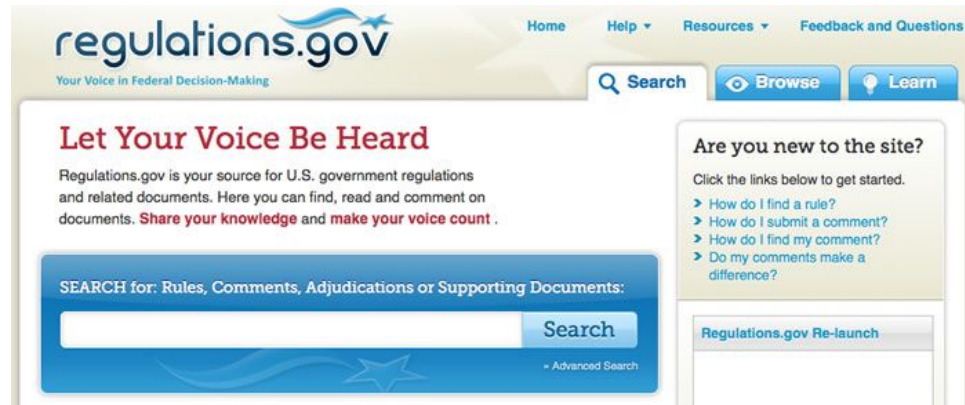 regulations.gov
Your Voice in Federal Decision-Making
Home Help Resources Feedback and Questions
Search Browse Learn
Let Your Voice Be Heard
Regulations.gov is your source for U.S. government regulations
and related documents. Here you can find, read and comment on
documents. Share your knowledge and make your voice count .
SEARCH for: Rules, Comments, Adjudications or Supporting Documents:
Search
» Advanced Search
Are you new to the site?
Click the links below to get started.
How do I find a rule?
How do I submit a comment?
How do I find my comment?
Do my comments make a
difference?
Regulations.gov Re-launch